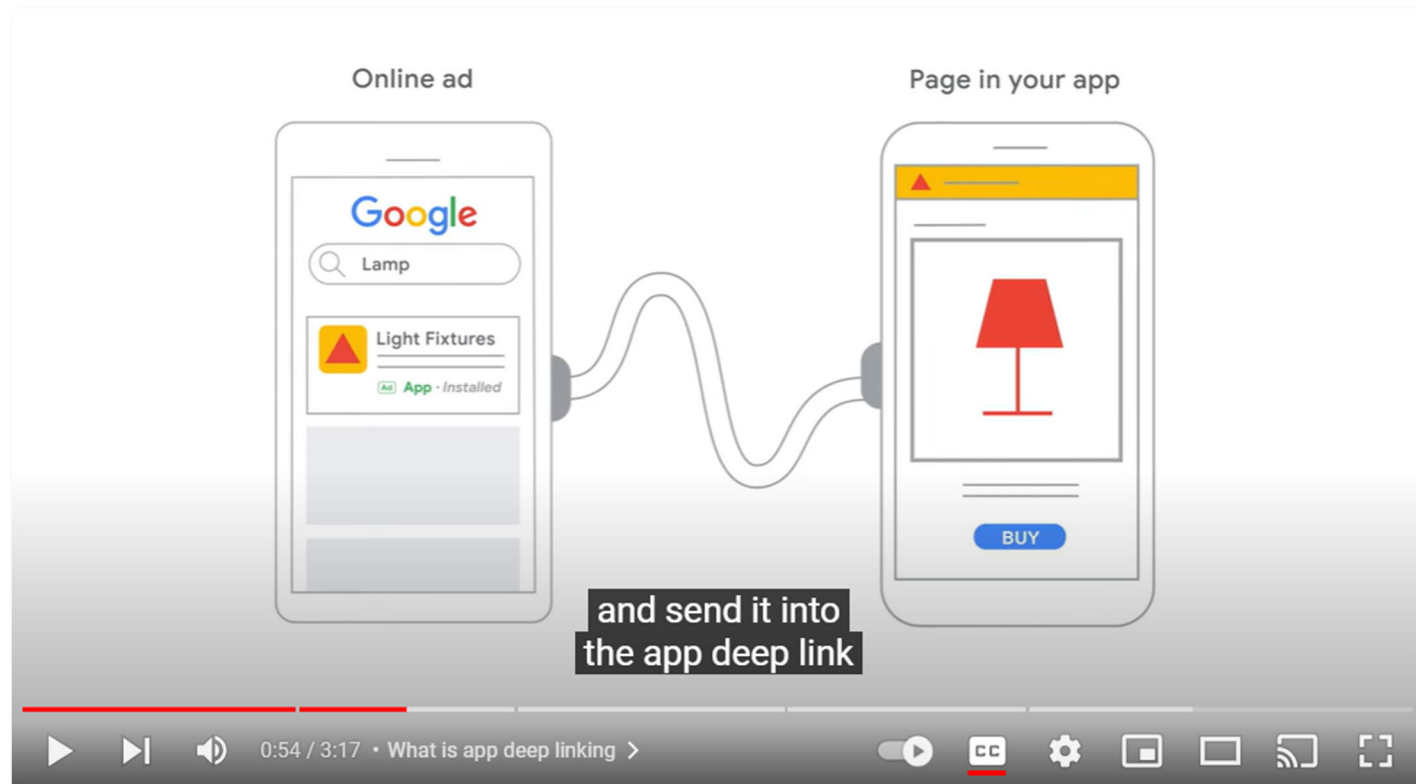 Online ad
Page in your app
Google
Lamp
Light Fixtures
Ad App · Installed
BUY
and send it into
the app deep link
0:54 / 3:17 • What is app deep linking
CC